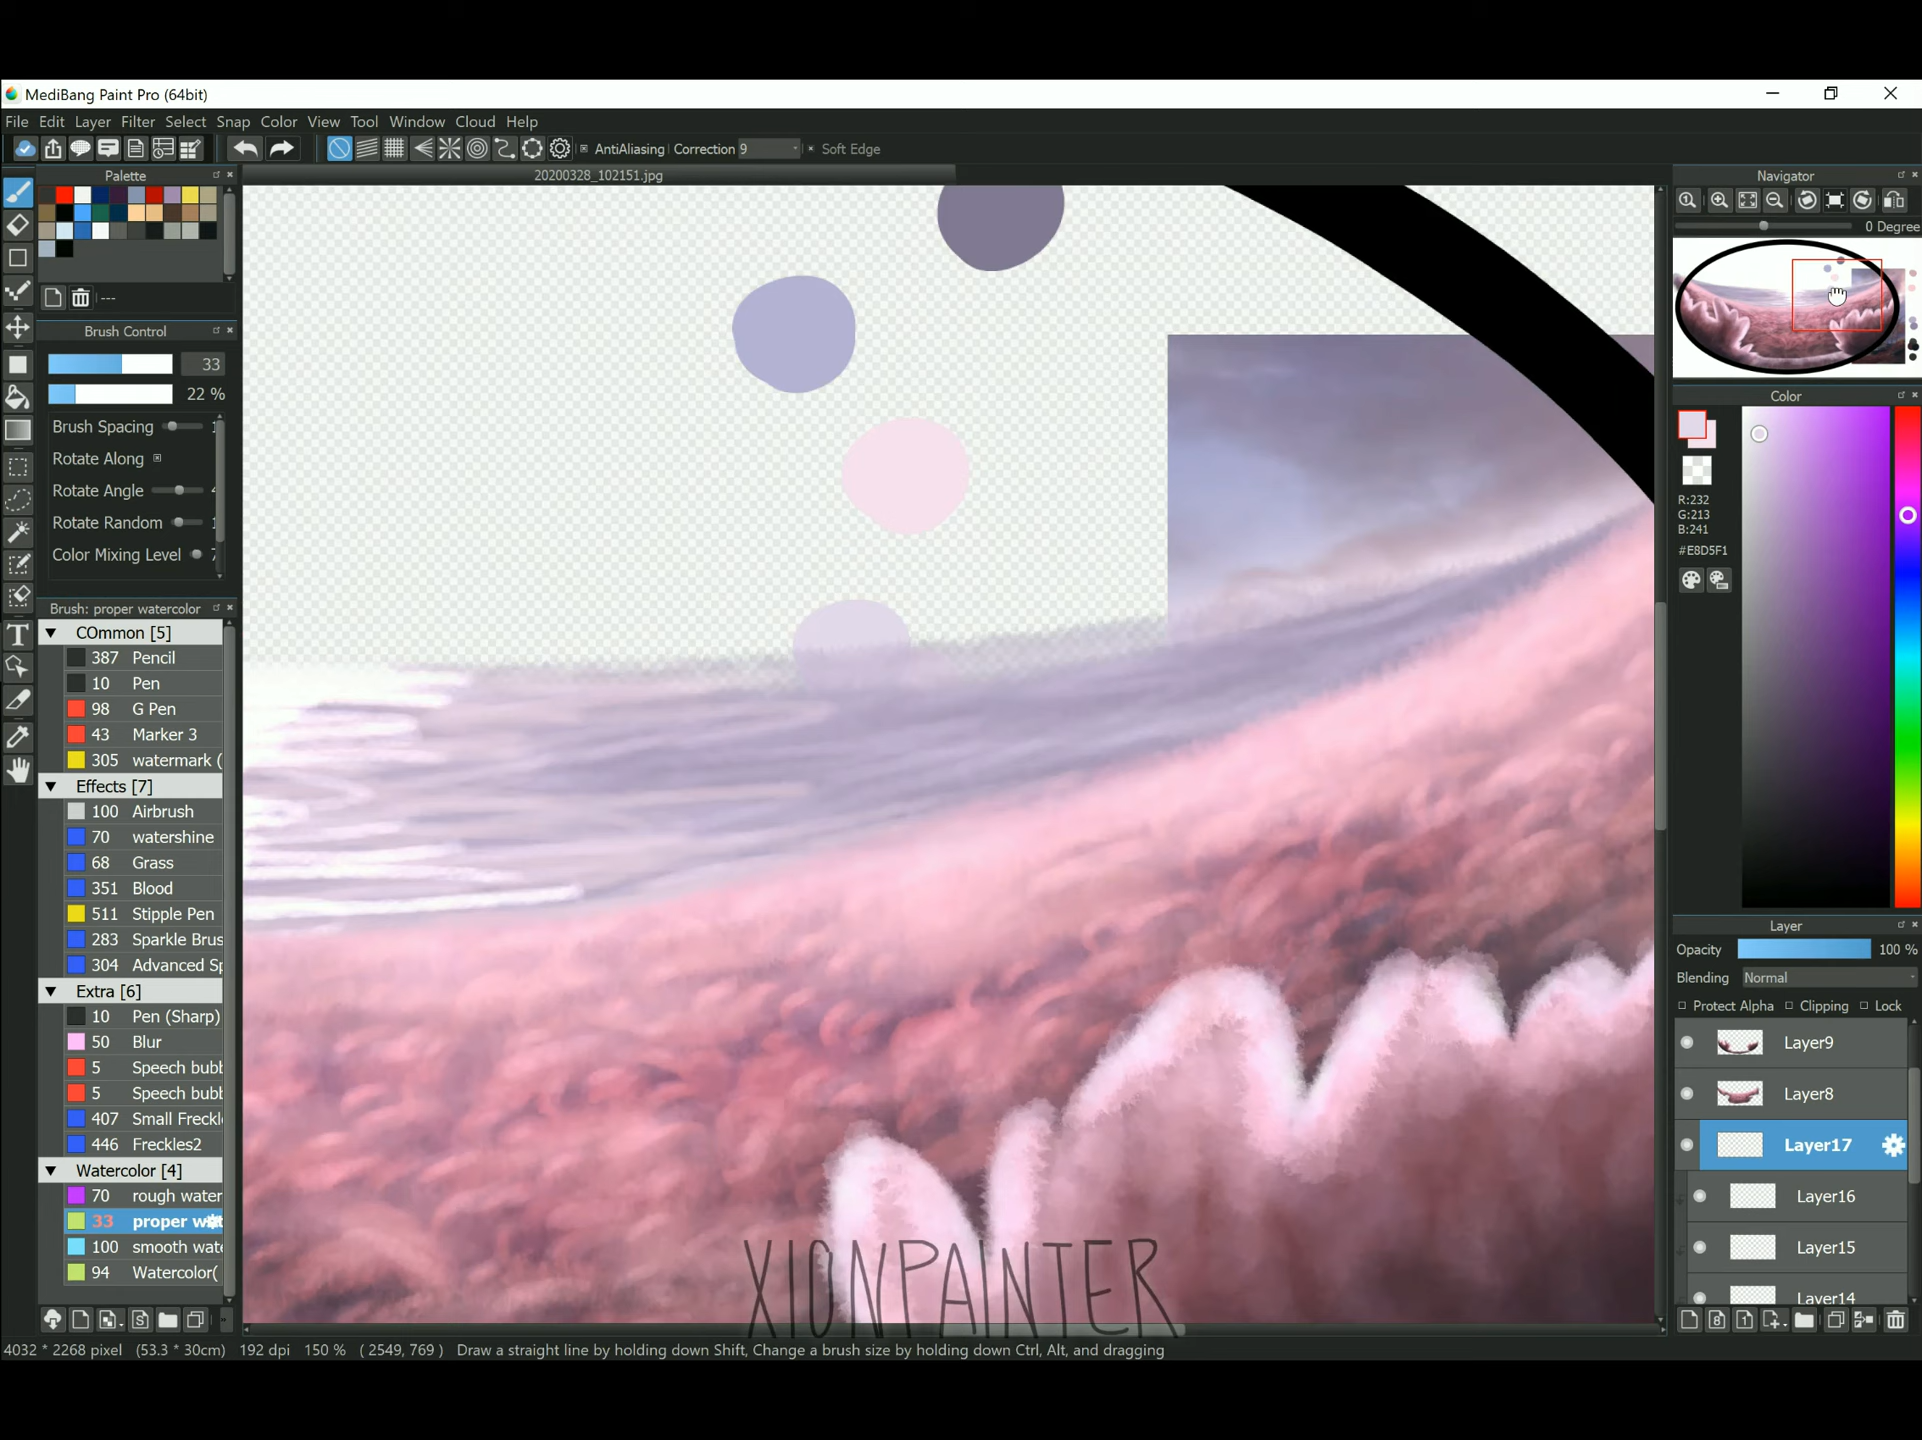 MediBang Paint Pro (64bit)
File Edit Layer Filter Select Snap Color View Tool Window Cloud Help
AntiAliasing Correction 9 Soft Edge
Palette
20200328_102151.jpg
Navigator
0 Degree
---
Brush Control
33
22 %
Brush Spacing
Rotate Along
Rotate Angle
Rotate Random
Color Mixing Level
Color
R:232
G:213
B:241
#E8D5F1
Brush: proper watercolor
COmmon [5]
387 Pencil
10 Pen
98 G Pen
43 Marker 3
305 watermark (
Effects [7]
100 Airbrush
70 watershine
68 Grass
351 Blood
511 Stipple Pen
283 Sparkle Brus
304 Advanced Sp
Extra [6]
10 Pen (Sharp)
50 Blur
5 Speech bubb
5 Speech bubb
407 Small Freckl
446 Freckles2
Watercolor [4]
70 rough water
33 proper
100 smooth wate
94 Watercolor(
Layer
Opacity 100 %
Blending Normal
Protect Alpha Clipping Lock
Layer9
Layer8
Layer17
Layer16
Layer15
Layer14
XIONPAINTER
4032 * 2268 pixel (53.3 * 30cm) 192 dpi 150 % ( 2549, 769 ) Draw a straight line by holding down Shift, Change a brush size by holding down Ctrl, Alt, and dragging